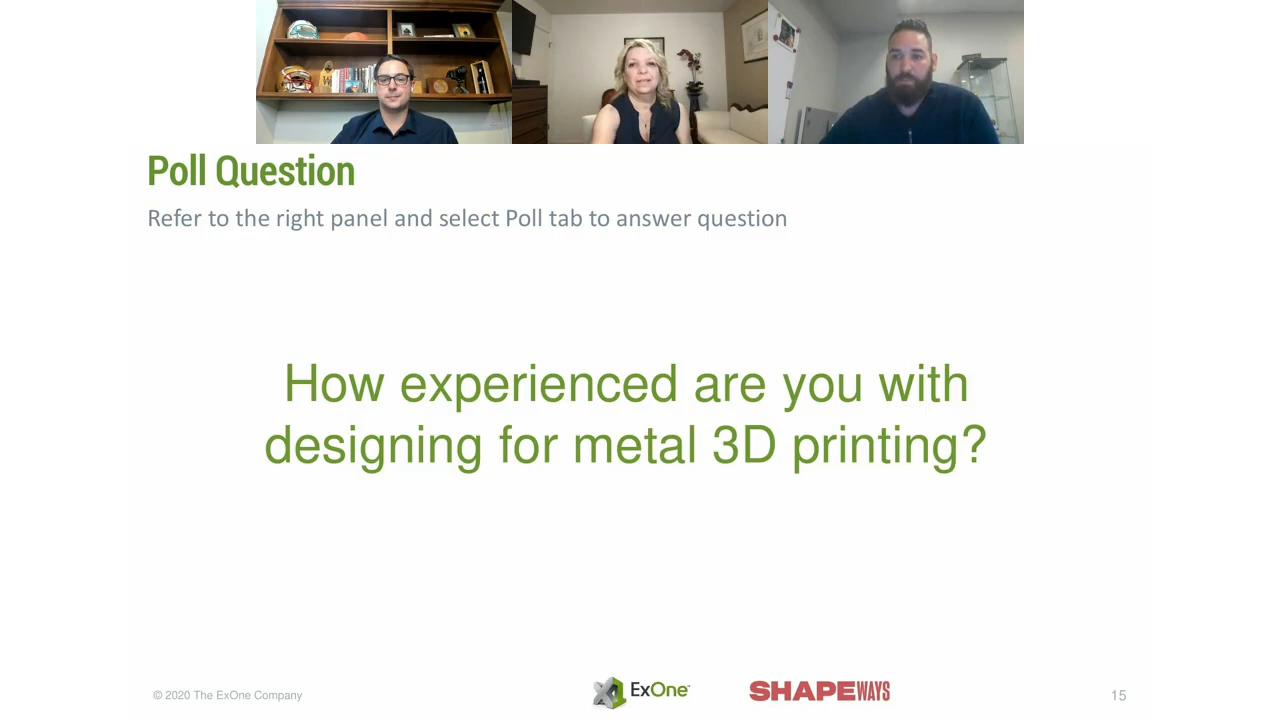 Poll Question
Refer to the right panel and select Poll tab to answer question
How experienced are you with
designing for metal 3D printing?
© 2020 The ExOne Company
ExOne™
SHAPEWAYS
15